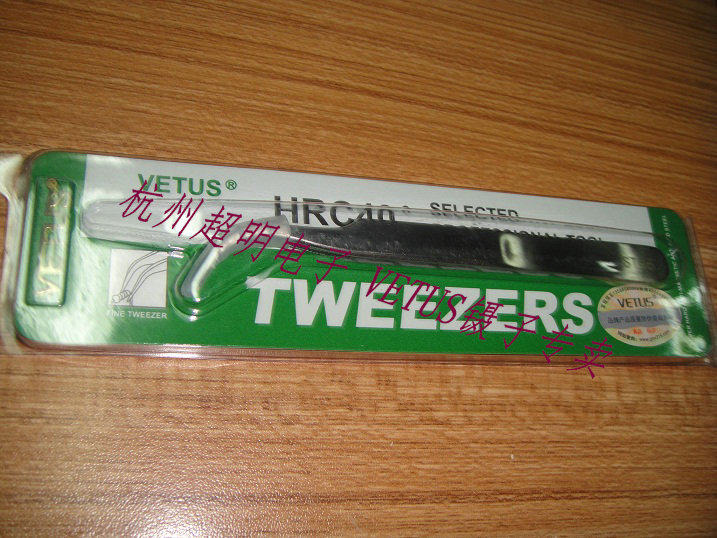 VETUS®
HRC40°
SELECTED
TWEEZERS
FINE TWEEZER
VETUS
杭州超明电子 VETUS镊子专卖